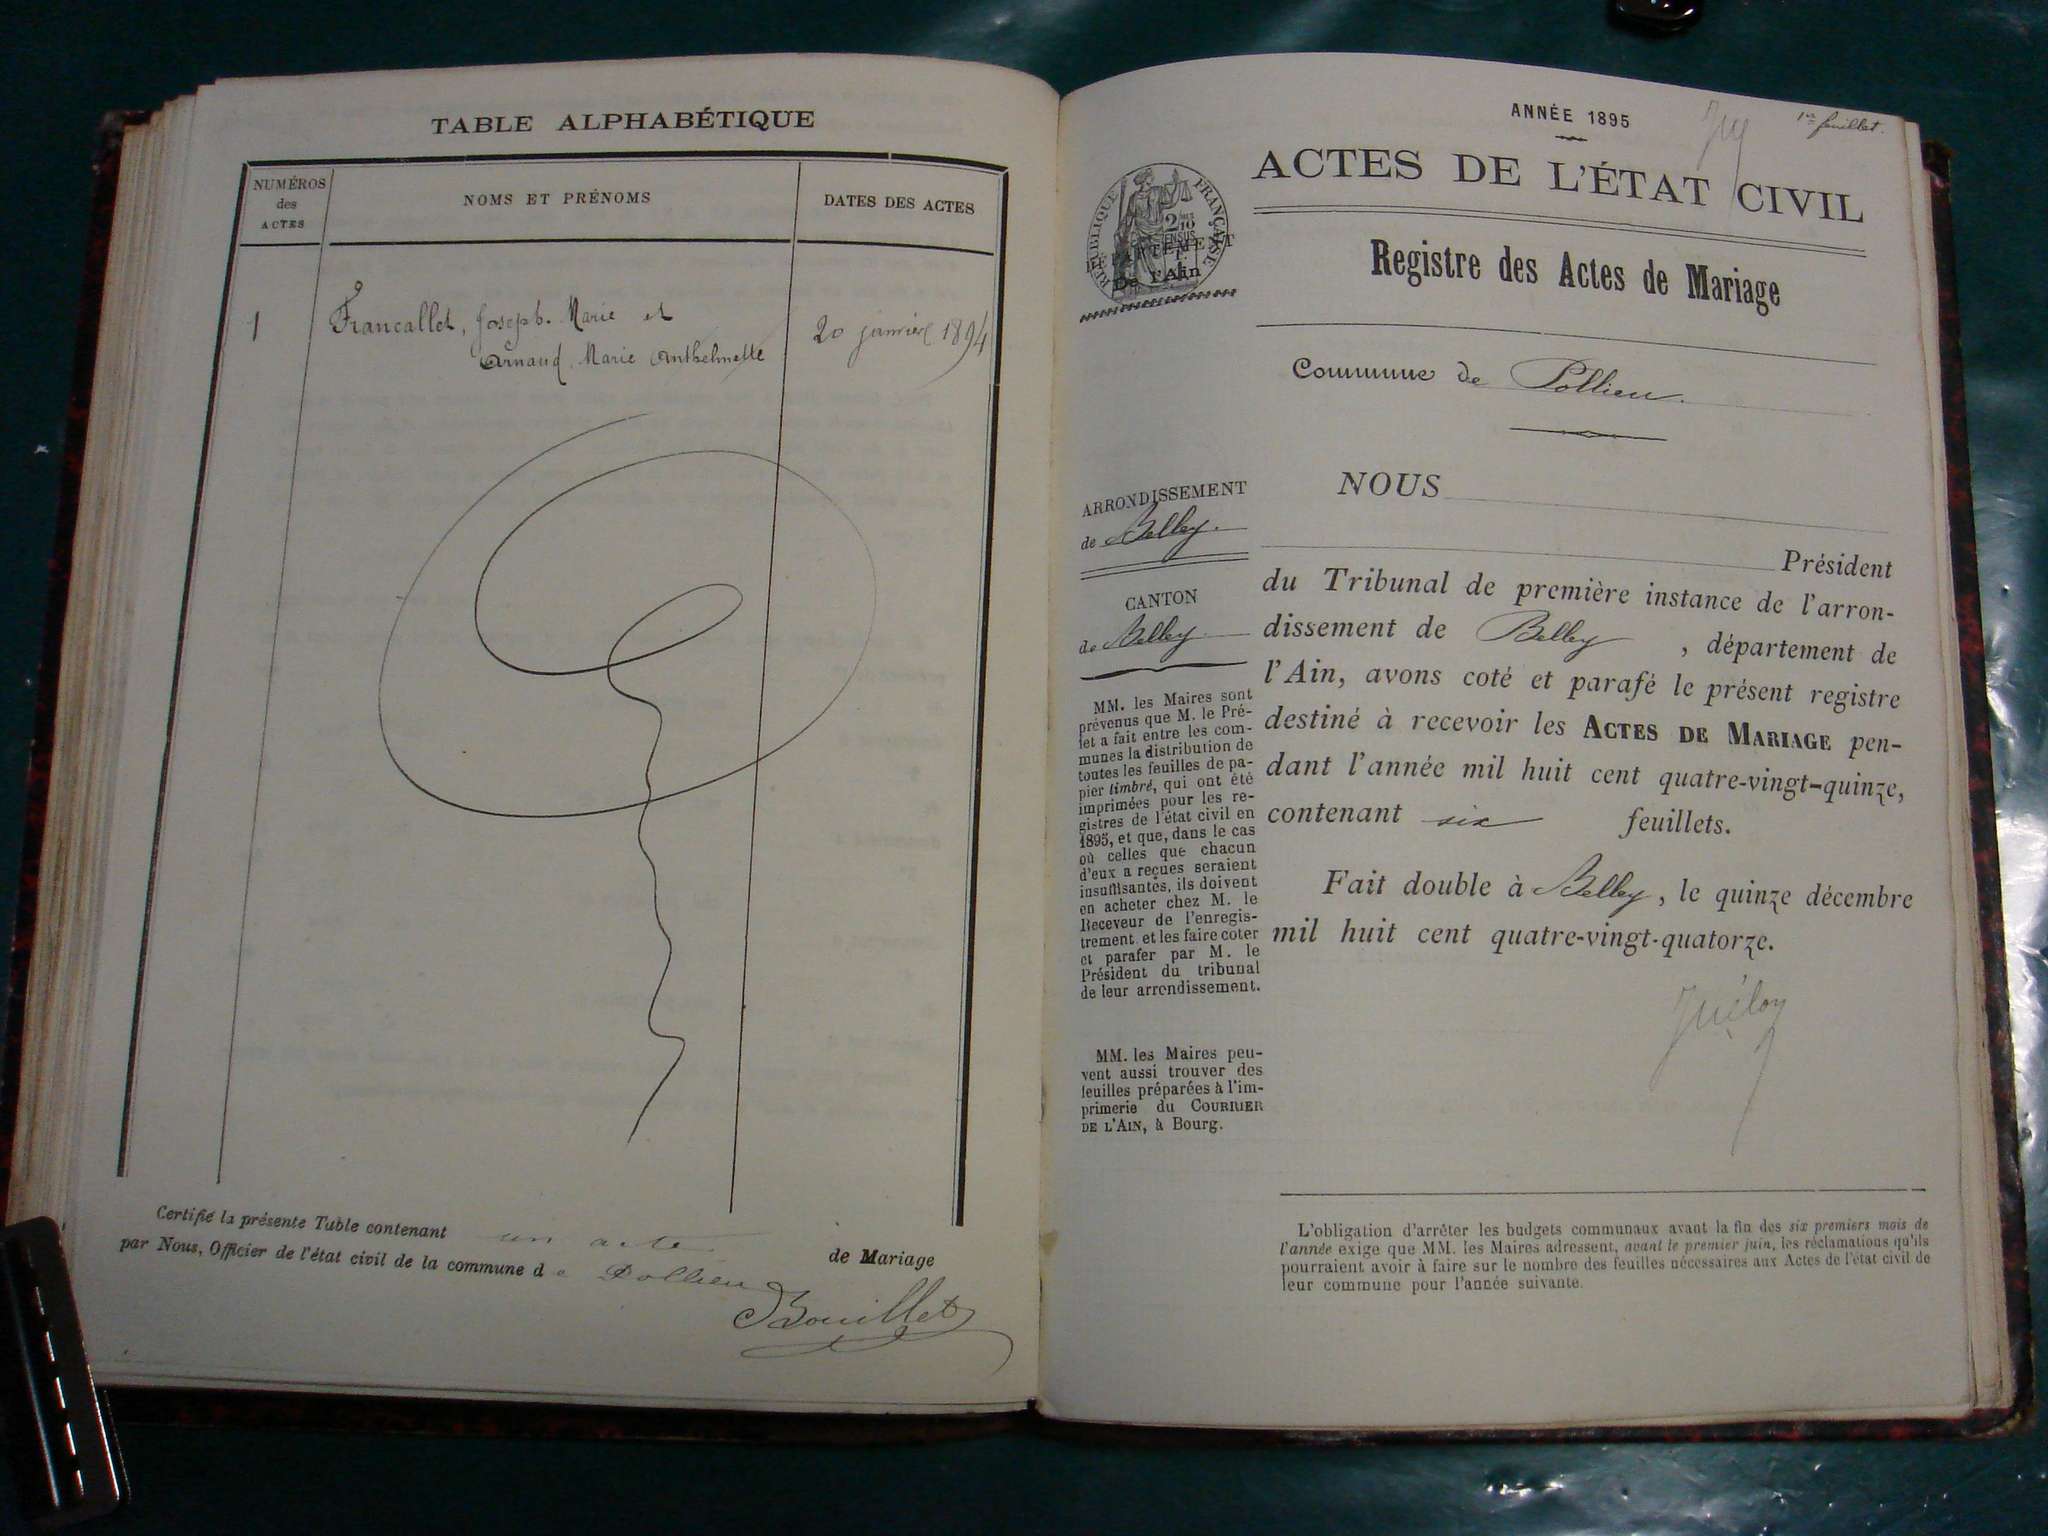 TABLE ALPHABÉTIQUE
NUMÉROS
des
ACTES
NOMS ET PRÉNOMS
DATES DES ACTES
1
Francallet, Joseph. Marie et
Arnaud, Marie Anthelmette
20 janvier 1894
Certifié la présente Table contenant un acte de Mariage
par Nous, Officier de l'état civil de la commune de Pollieu
Bouillet
ANNÉE 1895
1er feuillet.
ACTES DE L'ÉTAT CIVIL
RÉPUBLIQUE FRANÇAISE
DÉPARTEMENT
De l'Ain
Registre des Actes de Mariage
Commune de Pollieu.
ARRONDISSEMENT
de Belley.
CANTON
de Belley
MM. les Maires sont
prévenus que M. le Pré-
fet a fait entre les com-
munes la distribution de
toutes les feuilles de pa-
pier timbré, qui ont été
imprimées pour les re-
gistres de l'état civil en
1895, et que, dans le cas
où celles que chacun
d'eux a reçues seraient
insuffisantes, ils doivent
en acheter chez M. le
Receveur de l'enregis-
trement et les faire coter
et parafer par M. le
Président du tribunal
de leur arrondissement.
MM. les Maires peu-
vent aussi trouver des
feuilles préparées à l'im-
primerie du COURRIER
DE L'AIN, à Bourg.
NOUS
Président
du Tribunal de première instance de l'arron-
dissement de Belley, département de
l'Ain, avons coté et parafé le présent registre
destiné à recevoir les ACTES DE MARIAGE pen-
dant l'année mil huit cent quatre-vingt-quinze,
contenant six feuillets.
Fait double à Belley, le quinze décembre
mil huit cent quatre-vingt-quatorze.
L'obligation d'arrêter les budgets communaux avant la fin des six premiers mois de
l'année exige que MM. les Maires adressent, avant le premier juin, les réclamations qu'ils
pourraient avoir à faire sur le nombre des feuilles nécessaires aux Actes de l'état civil de
leur commune pour l'année suivante.